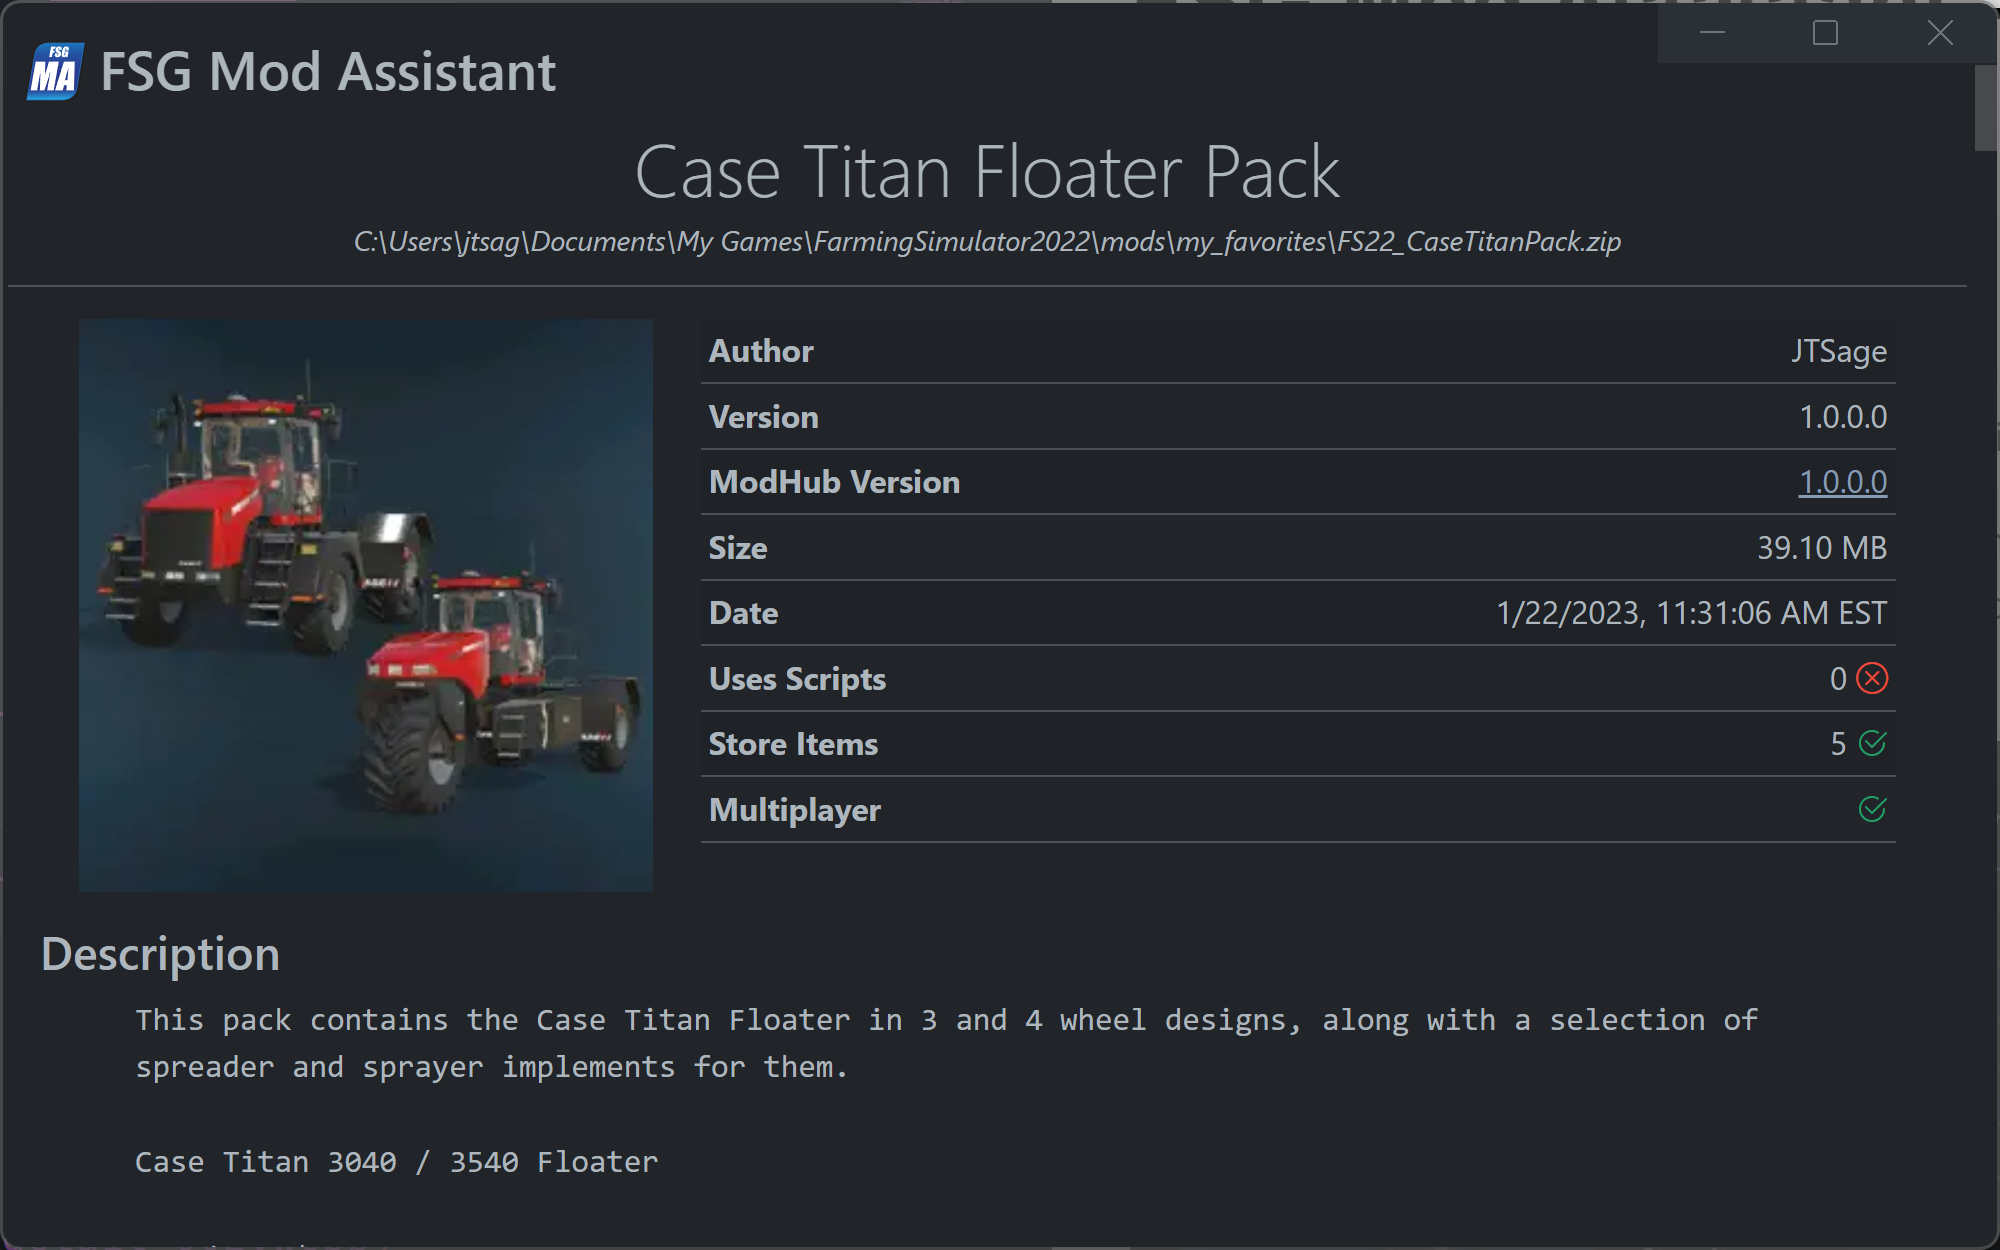 FSG
MA
FSG Mod Assistant
Case Titan Floater Pack
C:\Users\jtsag\Documents\My Games\FarmingSimulator2022\mods\my_favorites\FS22_CaseTitanPack.zip
Author JTSage
Version 1.0.0.0
ModHub Version 1.0.0.0
Size 39.10 MB
Date 1/22/2023, 11:31:06 AM EST
Uses Scripts 0
Store Items 5
Multiplayer
Description
This pack contains the Case Titan Floater in 3 and 4 wheel designs, along with a selection of
spreader and sprayer implements for them.
Case Titan 3040 / 3540 Floater